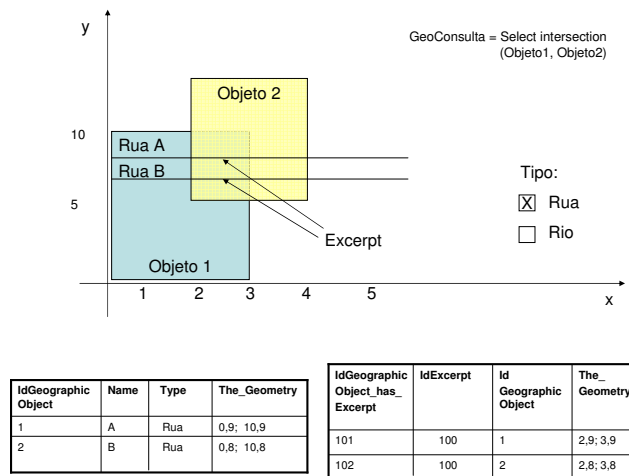 y
GeoConsulta = Select intersection
(Objeto1, Objeto2)
Objeto 2
10
Rua A
Rua B
Tipo:
X Rua
5
Rio
Excerpt
Objeto 1
1 2 3 4 5
x
IdGeographic
Object
Name
Type
The_Geometry
1 A Rua 0,9; 10,9
2 B Rua 0,8; 10,8
IdGeographic
Object_has_
Excerpt
IdExcerpt
Id
Geographic
Object
The_
Geometry
101 100 1 2,9; 3,9
102 100 2 2,8; 3,8